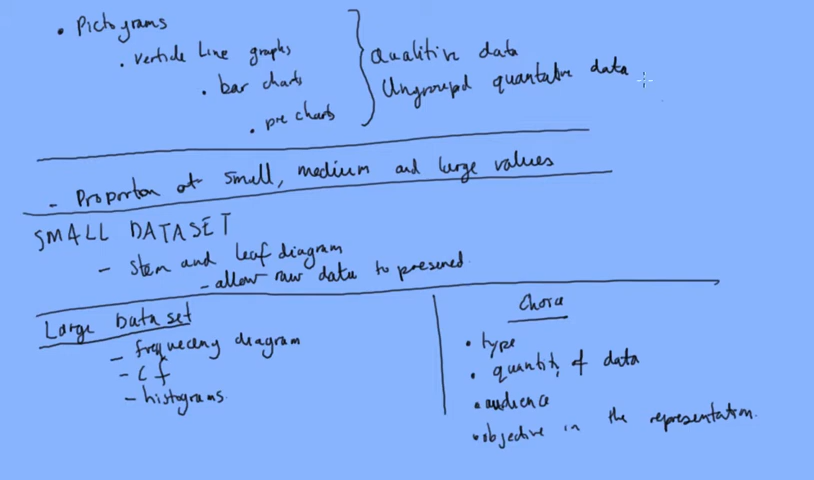 • Pictograms
• verticle Line graphs
• bar charts
• pie charts
Qualitive data
Ungrouped quantative data
- Proportion of small, medium and large values
SMALL DATASET
- stem and leaf diagram
- allow raw data to presened
Large Data set
- frequeceny diagram
- c f
- histograms
Choice
• type
• quantity of data
• audience
• objective in the representation.